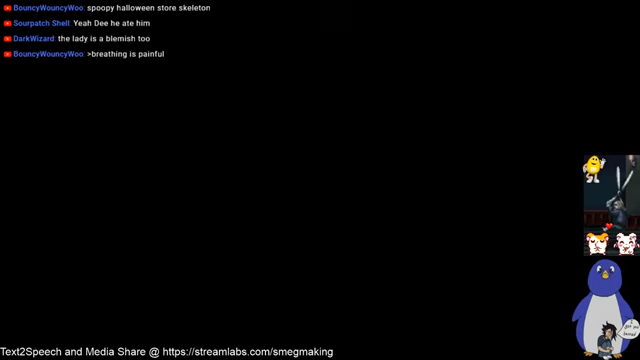 BouncyWouncyWoo: spoopy halloween store skeleton
Sourpatch Shell: Yeah Dee he ate him
DarkWizard: the lady is a blemish too
BouncyWouncyWoo: >breathing is painful
Text2Speech and Media Share @ https://streamlabs.com/smegmaking